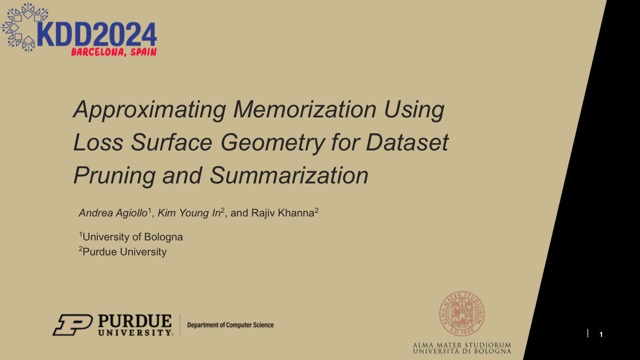 KDD2024
BARCELONA, SPAIN
Approximating Memorization Using
Loss Surface Geometry for Dataset
Pruning and Summarization
Andrea Agiollo¹, Kim Young In², and Rajiv Khanna²
¹University of Bologna
²Purdue University
PURDUE
UNIVERSITY®
Department of Computer Science
ALMA MATER STUDIORUM
UNIVERSITÀ DI BOLOGNA
| 1